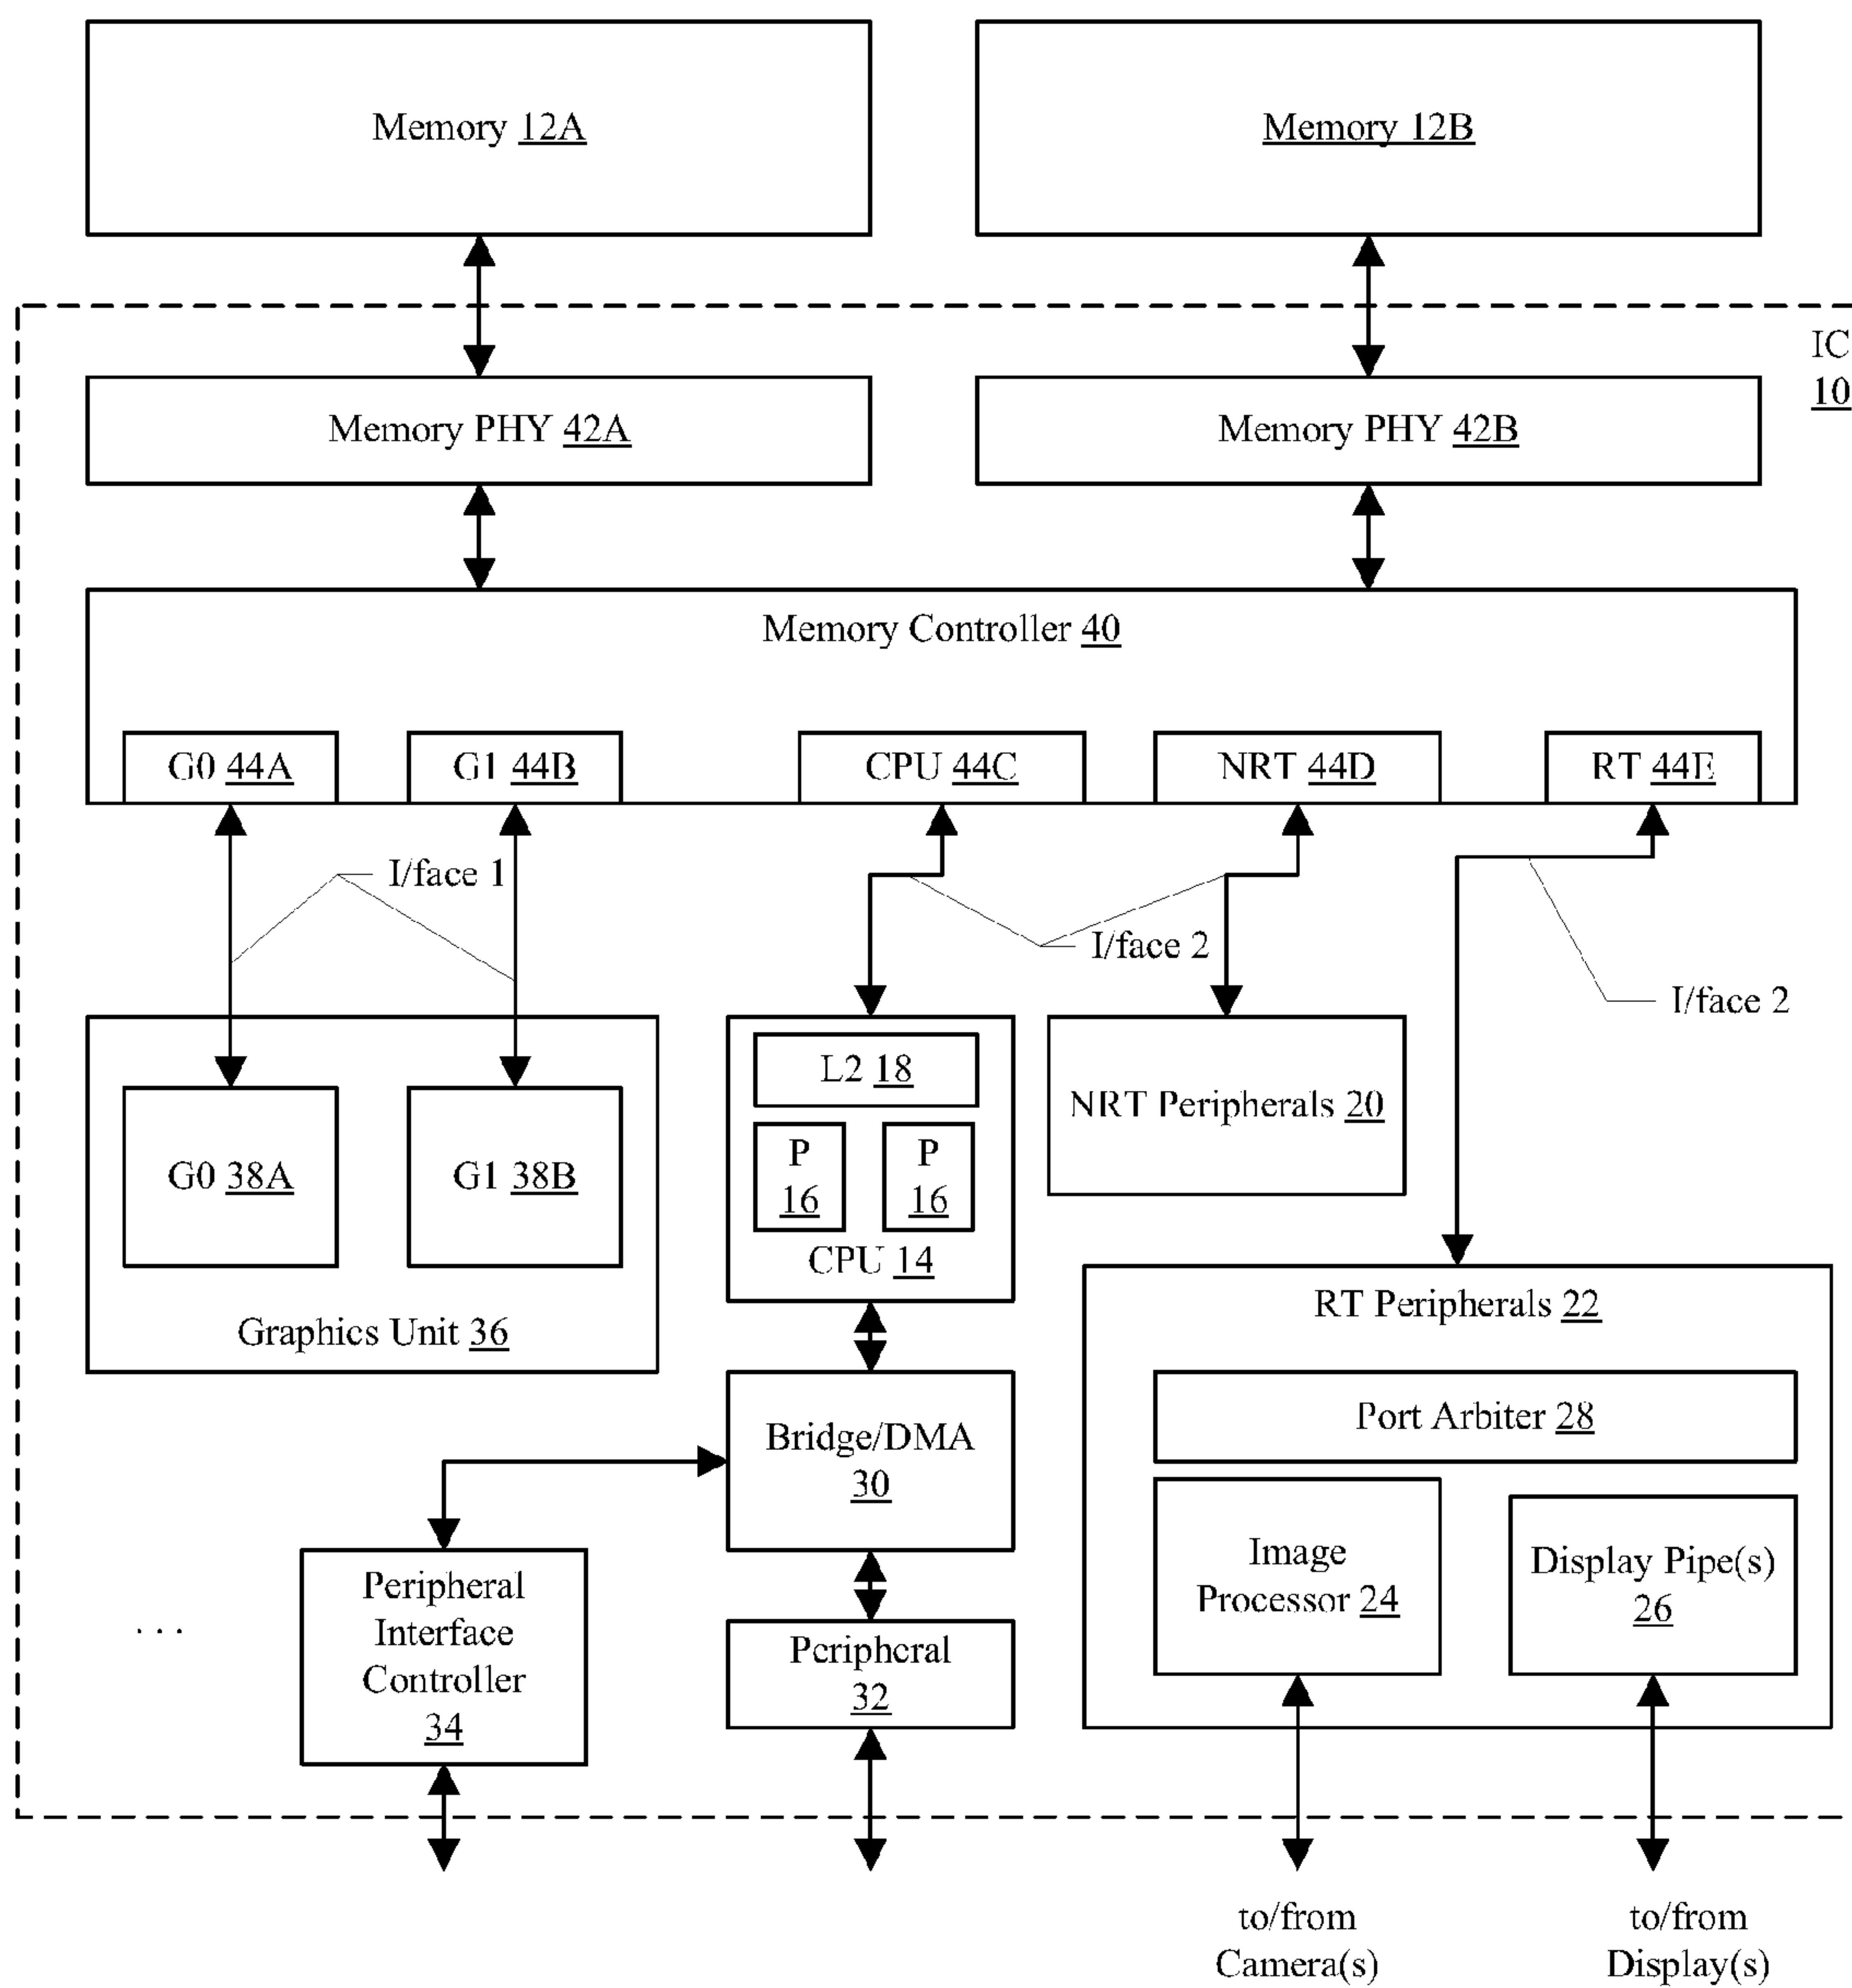 Memory 12A
Memory 12B
IC
10
Memory PHY 42A
Memory PHY 42B
Memory Controller 40
G0 44A
G1 44B
CPU 44C
NRT 44D
RT 44E
I/face 1
I/face 2
I/face 2
L2 18
P
16
P
16
CPU 14
NRT Peripherals 20
G0 38A
G1 38B
Graphics Unit 36
RT Peripherals 22
Port Arbiter 28
Bridge/DMA
30
Image
Processor 24
Display Pipe(s)
26
. . .
Peripheral
Interface
Controller
34
Peripheral
32
to/from
Camera(s)
to/from
Display(s)